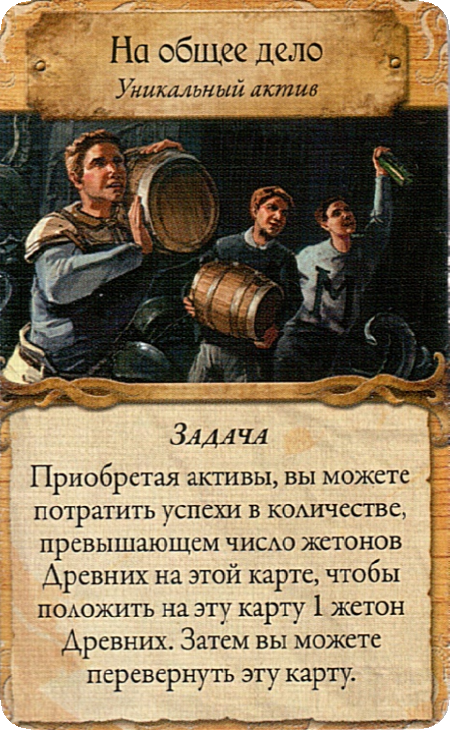 На общее дело
Уникальный актив
M
Задача
Приобретая активы, вы можете
потратить успехи в количестве,
превышающем число жетонов
Древних на этой карте, чтобы
положить на эту карту 1 жетон
Древних. Затем вы можете
перевернуть эту карту.